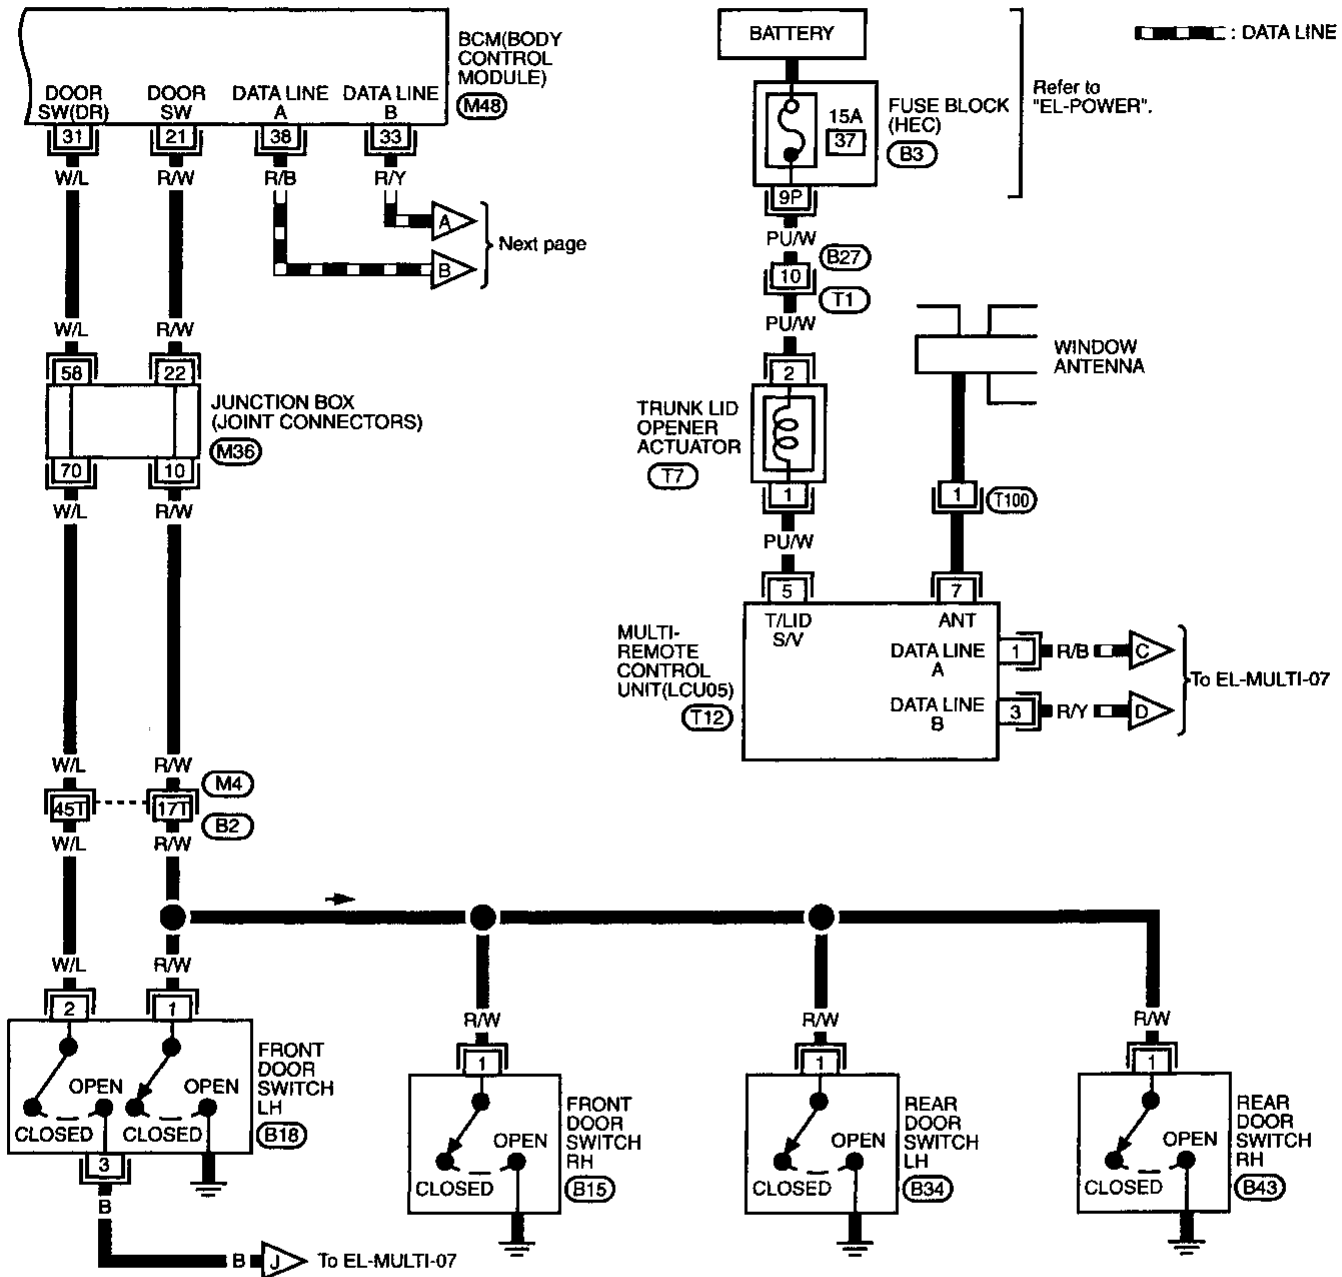 BCM(BODY
CONTROL
MODULE)
M48
DOOR
SW(DR)
DOOR
SW
DATA LINE
A
DATA LINE
B
31
21
38
33
W/L
R/W
R/B
R/Y
A
B
Next page
W/L
R/W
58
22
JUNCTION BOX
(JOINT CONNECTORS)
M36
70
10
W/L
R/W
W/L
R/W
M4
45T
17T
B2
W/L
R/W
W/L
R/W
2
1
OPEN
OPEN
CLOSED
CLOSED
FRONT
DOOR
SWITCH
LH
B18
3
B
B
J
To EL-MULTI-07
BATTERY
15A
37
FUSE BLOCK
(HEC)
B3
Refer to
"EL-POWER".
: DATA LINE
9P
PU/W
B27
10
T1
PU/W
2
TRUNK LID
OPENER
ACTUATOR
T7
1
PU/W
WINDOW
ANTENNA
1
T100
5
7
T/LID
S/V
ANT
MULTI-
REMOTE
CONTROL
UNIT(LCU05)
T12
DATA LINE
A
1
R/B
C
DATA LINE
B
3
R/Y
D
To EL-MULTI-07
R/W
1
OPEN
CLOSED
FRONT
DOOR
SWITCH
RH
B15
R/W
1
OPEN
CLOSED
REAR
DOOR
SWITCH
LH
B34
R/W
1
OPEN
CLOSED
REAR
DOOR
SWITCH
RH
B43